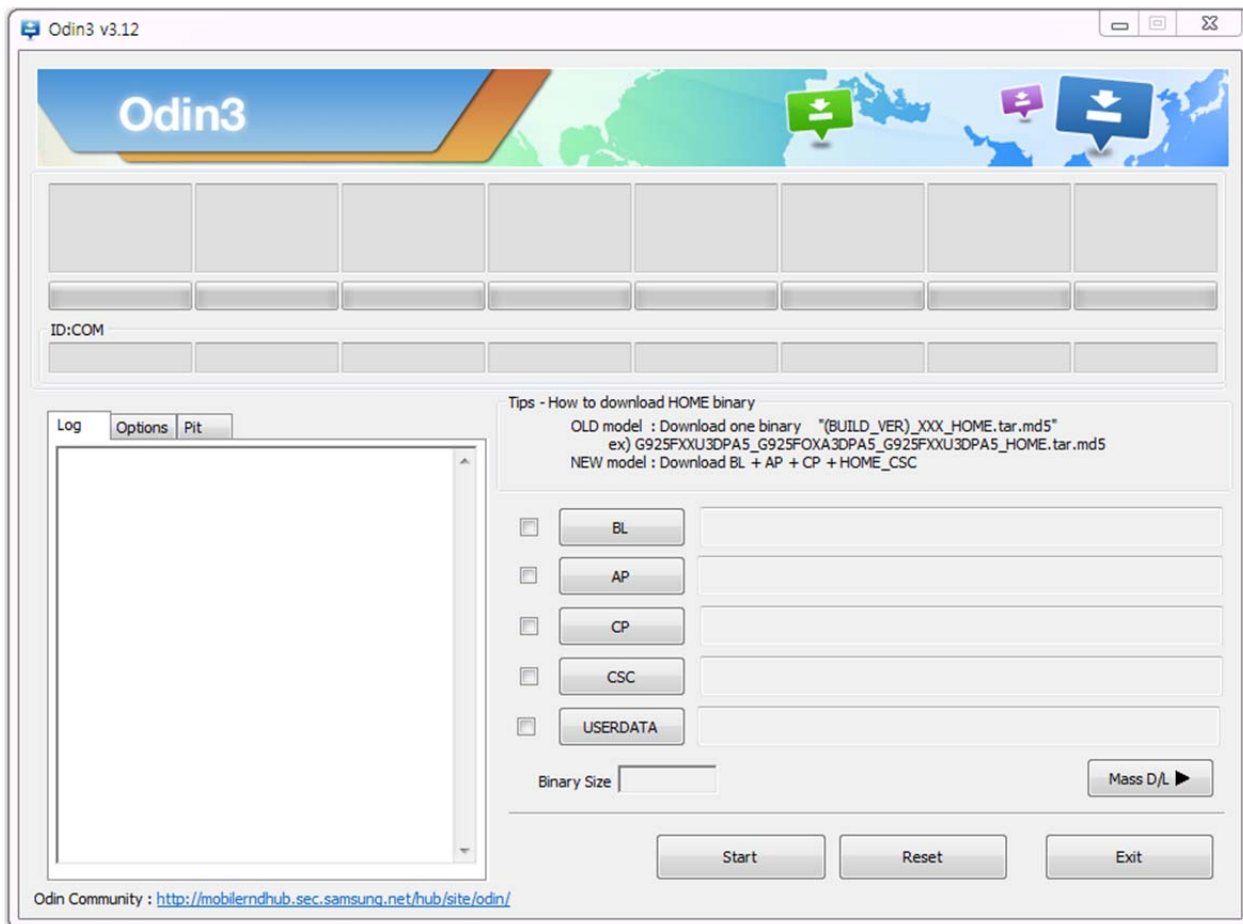 Odin3 v3.12
Odin3
ID:COM
Log
Options
Pit
Tips - How to download HOME binary
OLD model : Download one binary "(BUILD_VER)_XXX_HOME.tar.md5"
ex) G925FXXU3DPA5_G925FOXA3DPA5_G925FXXU3DPA5_HOME.tar.md5
NEW model : Download BL + AP + CP + HOME_CSC
BL
AP
CP
CSC
USERDATA
Binary Size
Mass D/L ▶
Start
Reset
Exit
Odin Community : http://mobilerndhub.sec.samsung.net/hub/site/odin/